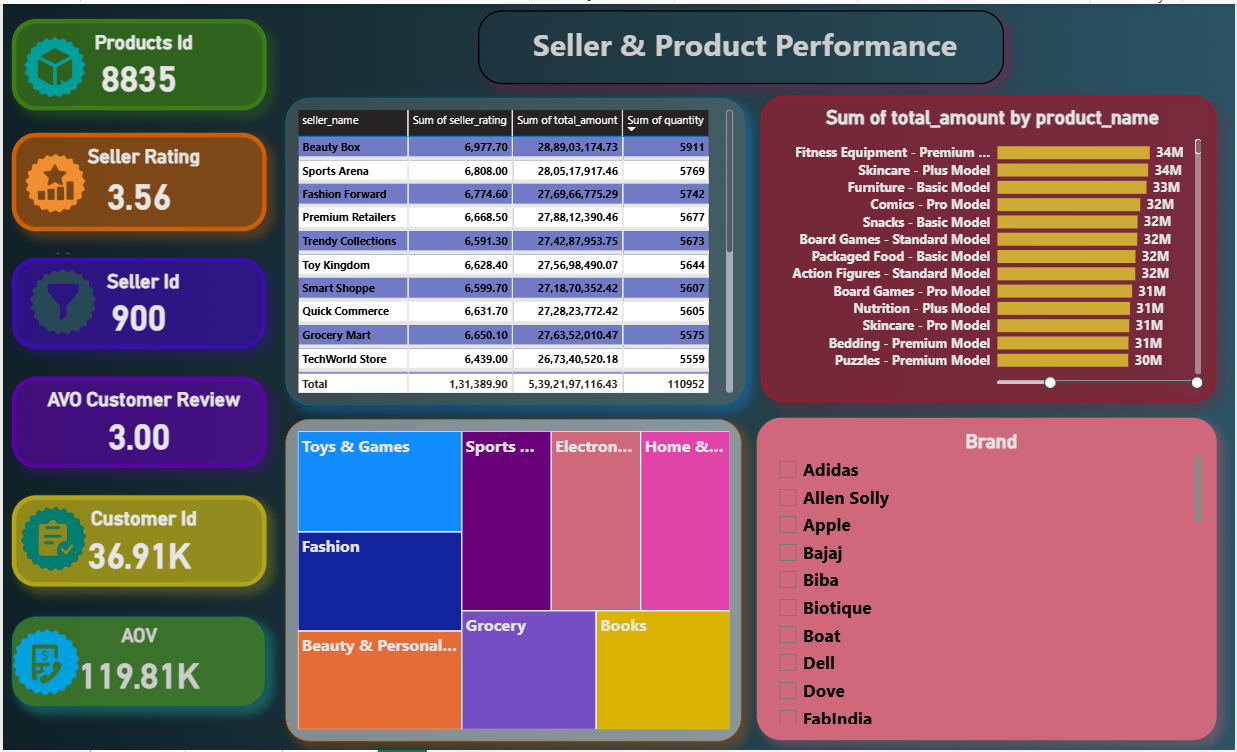 Seller & Product Performance
Products Id
8835
Seller Rating
3.56
Seller Id
900
AVO Customer Review
3.00
Customer Id
36.91K
AOV
119.81K
seller_name Sum of seller_rating Sum of total_amount Sum of quantity
Beauty Box 6,977.70 28,89,03,174.73 5911
Sports Arena 6,808.00 28,05,17,917.46 5769
Fashion Forward 6,774.60 27,69,66,775.29 5742
Premium Retailers 6,668.50 27,88,12,390.46 5677
Trendy Collections 6,591.30 27,42,87,953.75 5673
Toy Kingdom 6,628.40 27,56,98,490.07 5644
Smart Shoppe 6,599.70 27,18,70,352.42 5607
Quick Commerce 6,631.70 27,28,23,772.42 5605
Grocery Mart 6,650.10 27,63,52,010.47 5575
TechWorld Store 6,439.00 26,73,40,520.18 5559
Total 1,31,389.90 5,39,21,97,116.43 110952
Sum of total_amount by product_name
Fitness Equipment - Premium ... 34M
Skincare - Plus Model 34M
Furniture - Basic Model 33M
Comics - Pro Model 32M
Snacks - Basic Model 32M
Board Games - Standard Model 32M
Packaged Food - Basic Model 32M
Action Figures - Standard Model 32M
Board Games - Pro Model 31M
Nutrition - Plus Model 31M
Skincare - Pro Model 31M
Bedding - Premium Model 31M
Puzzles - Premium Model 30M
Toys & Games
Sports ...
Electron...
Home &...
Fashion
Beauty & Personal...
Grocery
Books
Brand
Adidas
Allen Solly
Apple
Bajaj
Biba
Biotique
Boat
Dell
Dove
FabIndia